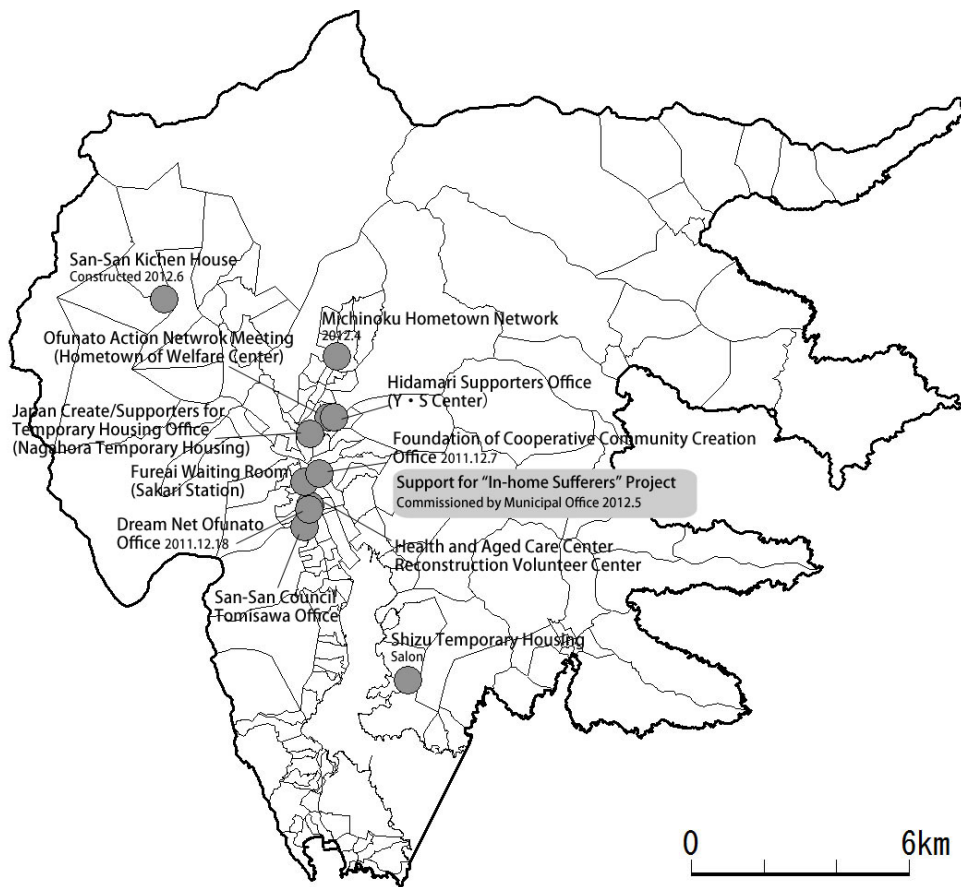 San-San Kichen House
Constructed 2012.6
Michinoku Hometown Network
2012.4
Ofunato Action Netwrok Meeting
(Hometown of Welfare Center)
Hidamari Supporters Office
(Y・S Center)
Japan Create/Supporters for
Temporary Housing Office
(Nagahora Temporary Housing)
Foundation of Cooperative Community Creation
Office 2011.12.7
Fureai Waiting Room
(Sakari Station)
Support for “In-home Sufferers” Project
Commissioned by Municipal Office 2012.5
Dream Net Ofunato
Office 2011.12.18
Health and Aged Care Center
Reconstruction Volunteer Center
San-San Council
Tomisawa Office
Shizu Temporary Housing
Salon
0 6km